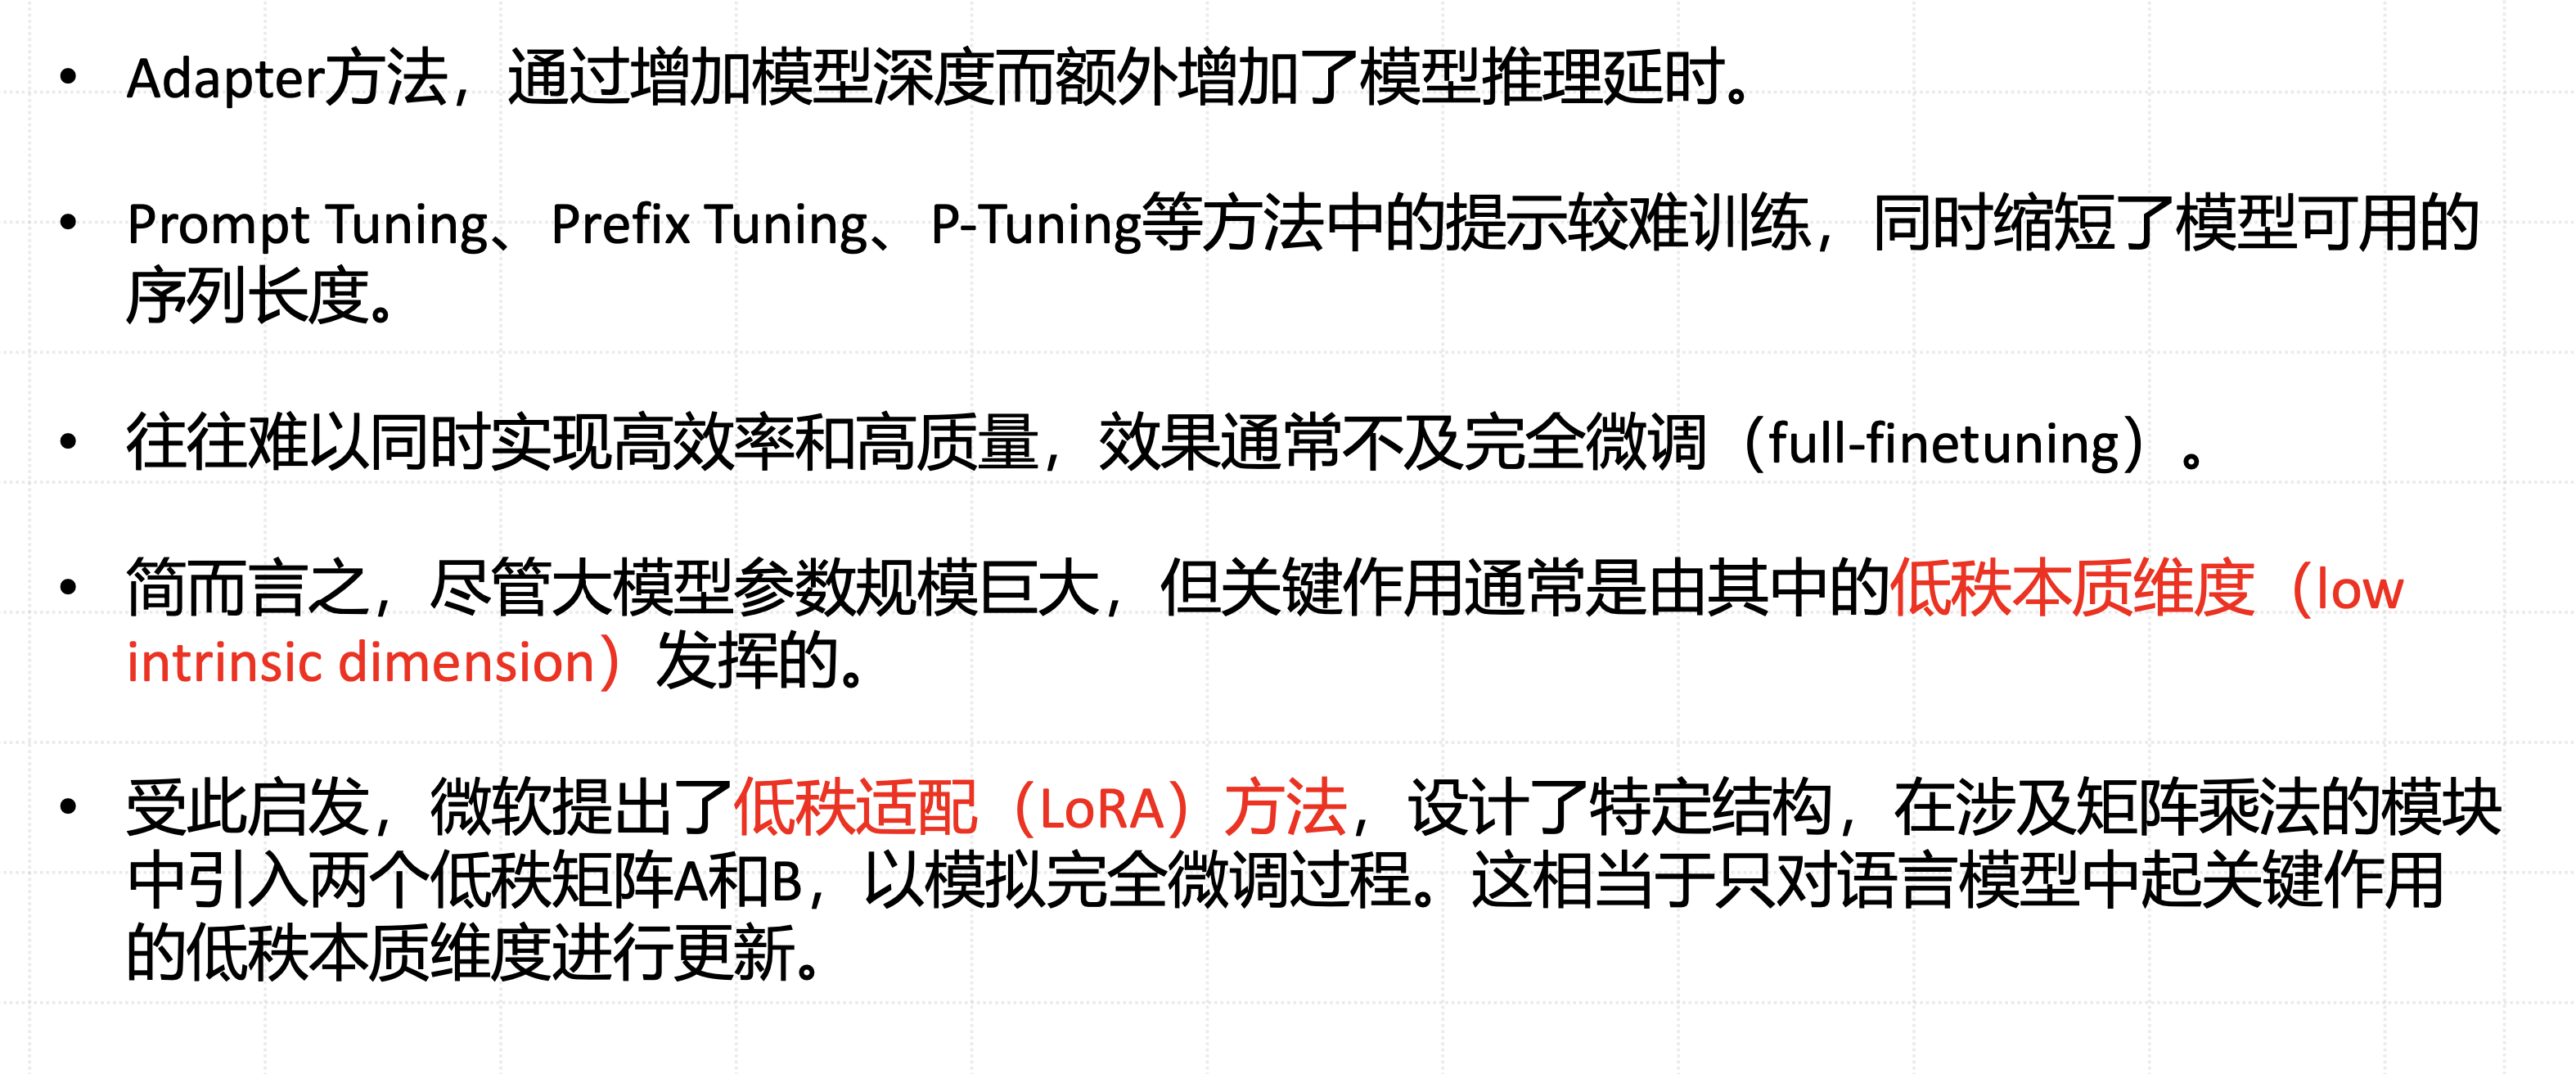 • Adapter方法，通过增加模型深度而额外增加了模型推理延时。
• Prompt Tuning、Prefix Tuning、P-Tuning等方法中的提示较难训练，同时缩短了模型可用的
序列长度。
• 往往难以同时实现高效率和高质量，效果通常不及完全微调（full-finetuning）。
• 简而言之，尽管大模型参数规模巨大，但关键作用通常是由其中的低秩本质维度（low
intrinsic dimension）发挥的。
• 受此启发，微软提出了低秩适配（LoRA）方法，设计了特定结构，在涉及矩阵乘法的模块
中引入两个低秩矩阵A和B，以模拟完全微调过程。这相当于只对语言模型中起关键作用
的低秩本质维度进行更新。